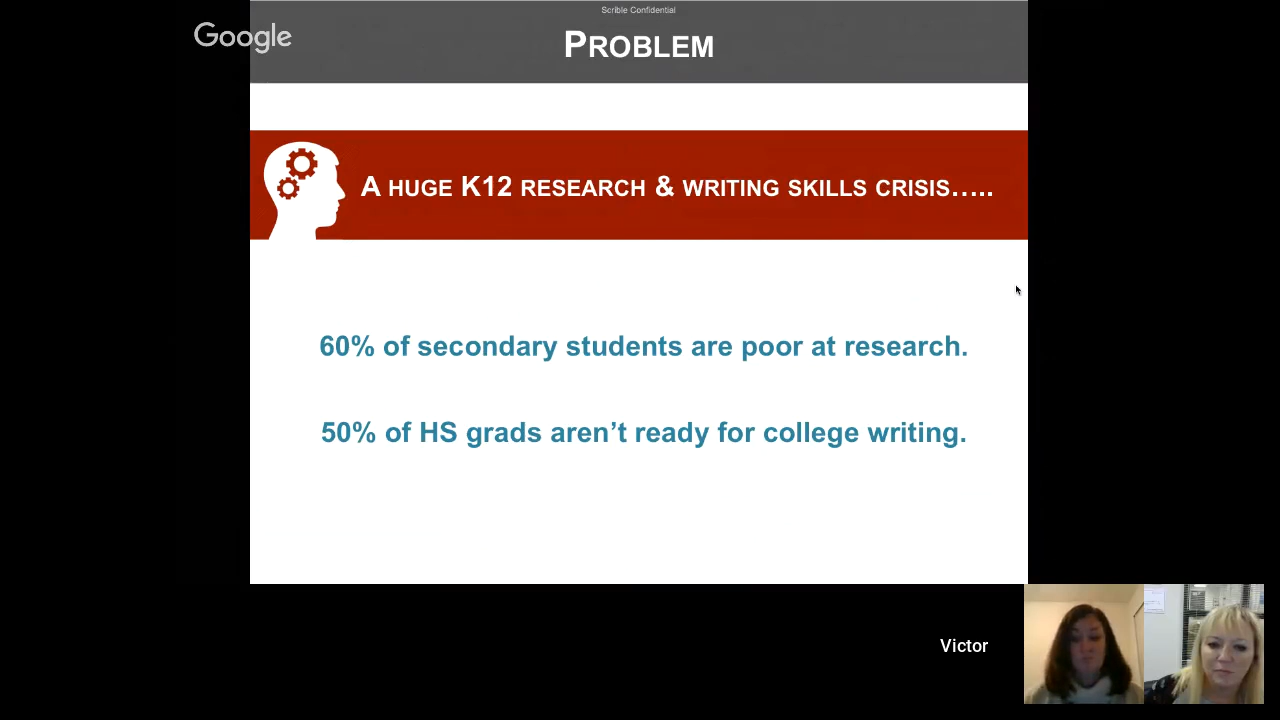 Scrible Confidential
Google
PROBLEM
A HUGE K12 RESEARCH & WRITING SKILLS CRISIS.....
60% of secondary students are poor at research.
50% of HS grads aren’t ready for college writing.
Victor